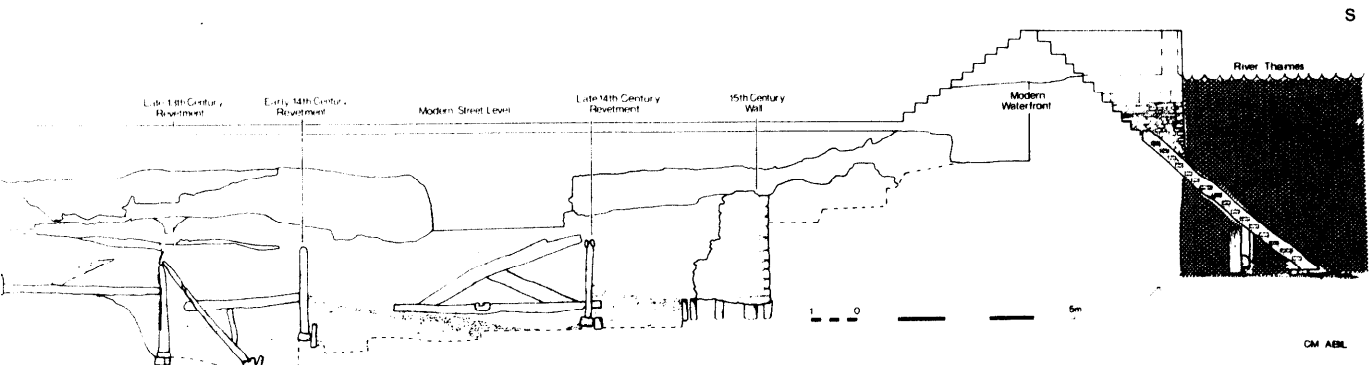 S
River Thames
Late 13th Century
Revetment
Early 14th Century
Revetment
Modern Street Level
Late 14th Century
Revetment
15th Century
Wall
Modern
Waterfront
1 0 5m
CM ABIL